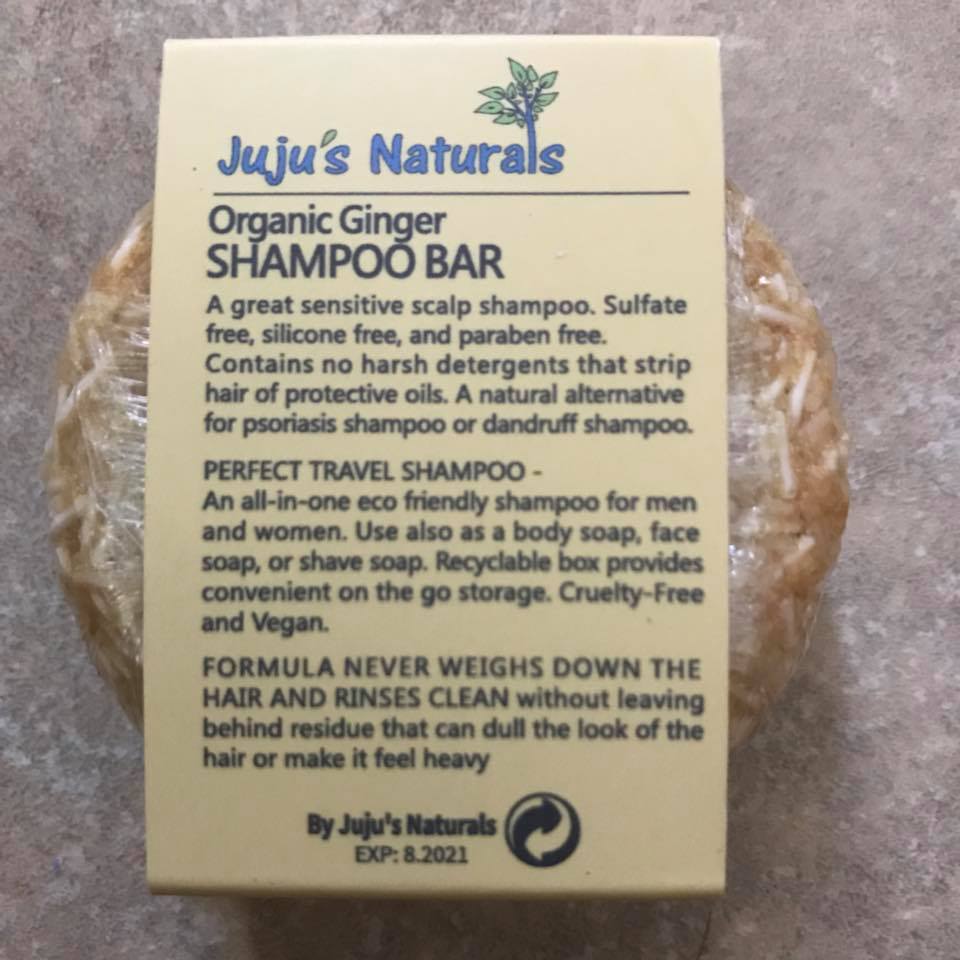 Juju's Naturals
Organic Ginger
SHAMPOO BAR
A great sensitive scalp shampoo. Sulfate
free, silicone free, and paraben free.
Contains no harsh detergents that strip
hair of protective oils. A natural alternative
for psoriasis shampoo or dandruff shampoo.
PERFECT TRAVEL SHAMPOO -
An all-in-one eco friendly shampoo for men
and women. Use also as a body soap, face
soap, or shave soap. Recyclable box provides
convenient on the go storage. Cruelty-Free
and Vegan.
FORMULA NEVER WEIGHS DOWN THE
HAIR AND RINSES CLEAN without leaving
behind residue that can dull the look of the
hair or make it feel heavy
By Juju's Naturals
EXP: 8.2021